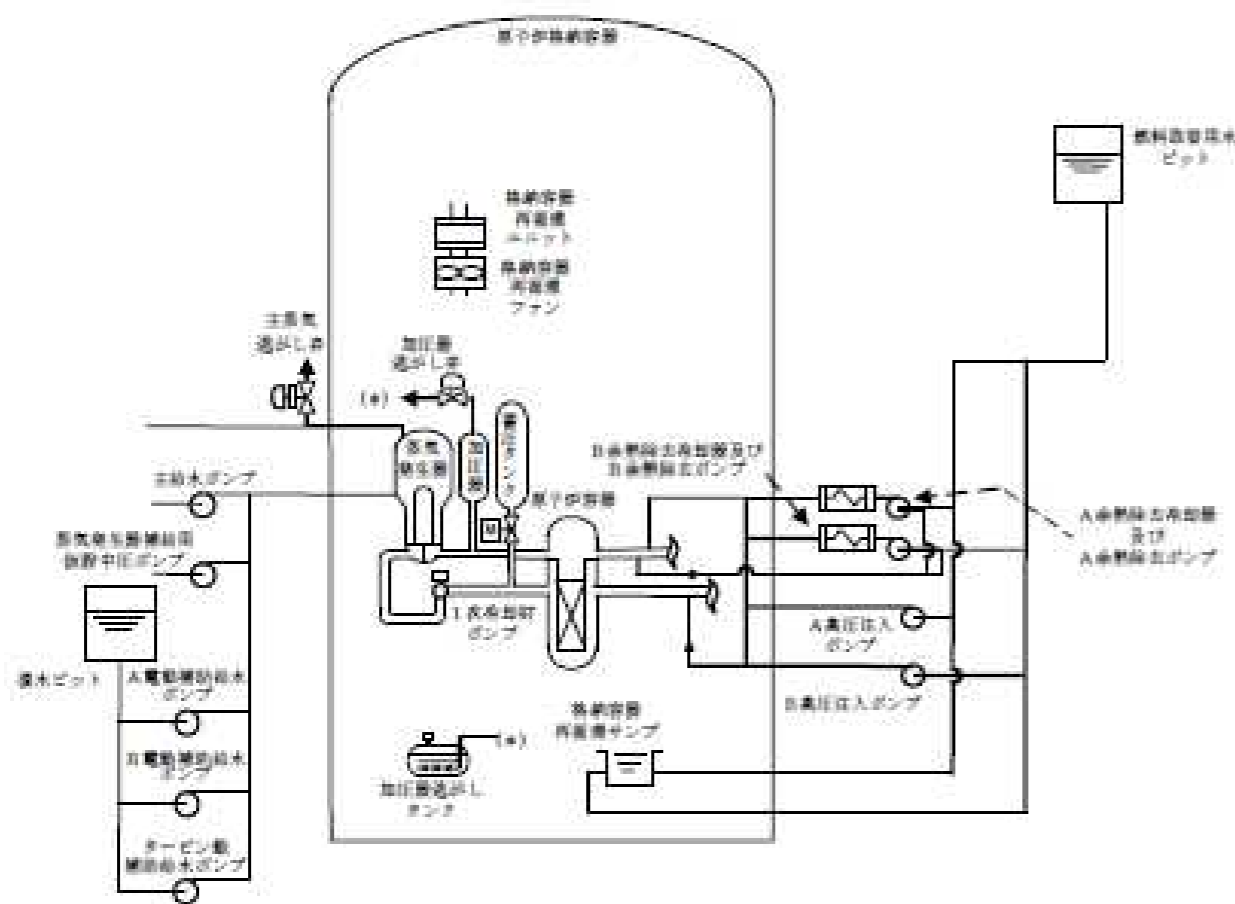 原子炉格納容器
燃料取替用水
ピット
格納容器
再循環
ユニット
格納容器
再循環
ファン
主蒸気
逃がし弁
加圧器
逃がし弁
(*)
蒸気
発生器
加圧器
蓄圧タンク
原子炉容器
B余熱除去冷却器及び
B余熱除去ポンプ
主給水ポンプ
A余熱除去冷却器
及び
A余熱除去ポンプ
蒸気発生器補給用
仮設中圧ポンプ
M
1次冷却材
ポンプ
A高圧注入
ポンプ
復水ピット
A電動補助給水
ポンプ
B高圧注入ポンプ
格納容器
再循環サンプ
B電動補助給水
ポンプ
(*)
加圧器逃がし
タンク
タービン動
補助給水ポンプ